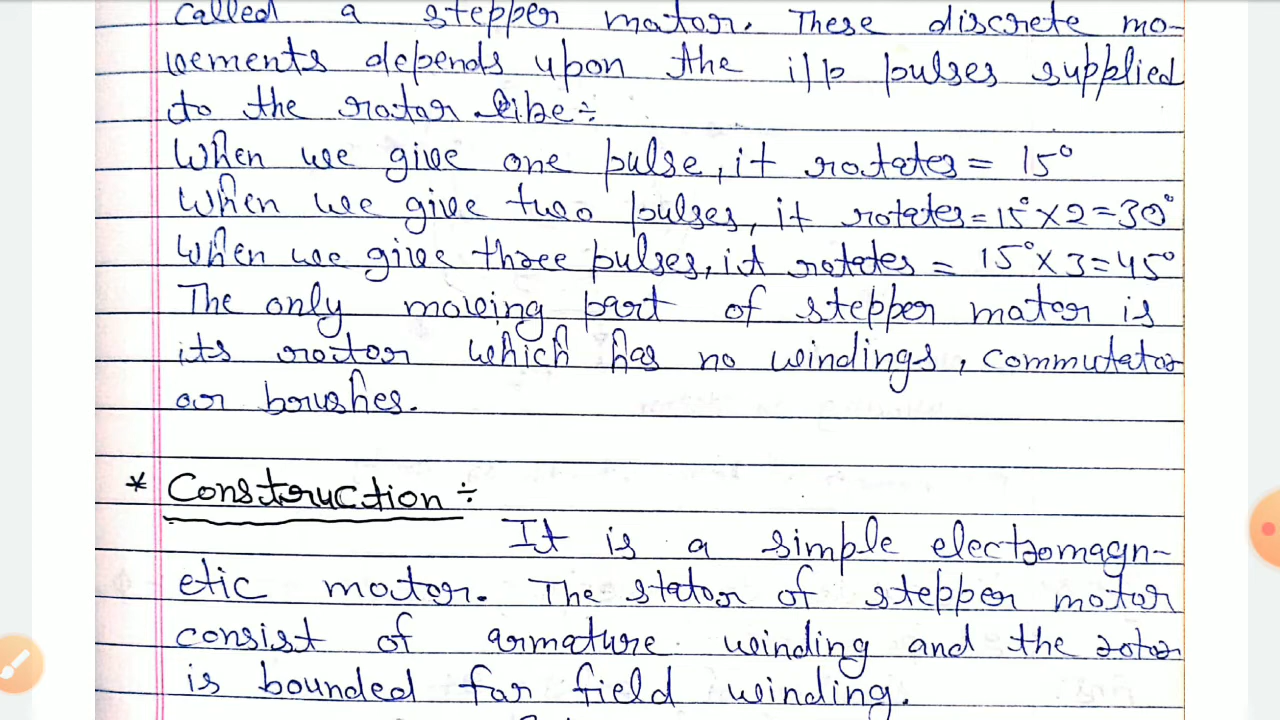 called a stepper motor. These discrete mo-
vements depends upon the i/p pulses supplied
to the rotor like÷
When we give one pulse, it rotates = 15°
When we give two pulses, it rotates=15°×2=30°
When we give three pulses, it rotates = 15°×3=45°
The only moving part of stepper motor is
its rotor which has no windings, commutator
or brushes.
* Construction÷
It is a simple electromagn-
etic motor. The stator of stepper motor
consist of armature winding and the rotor
is bounded for field winding.